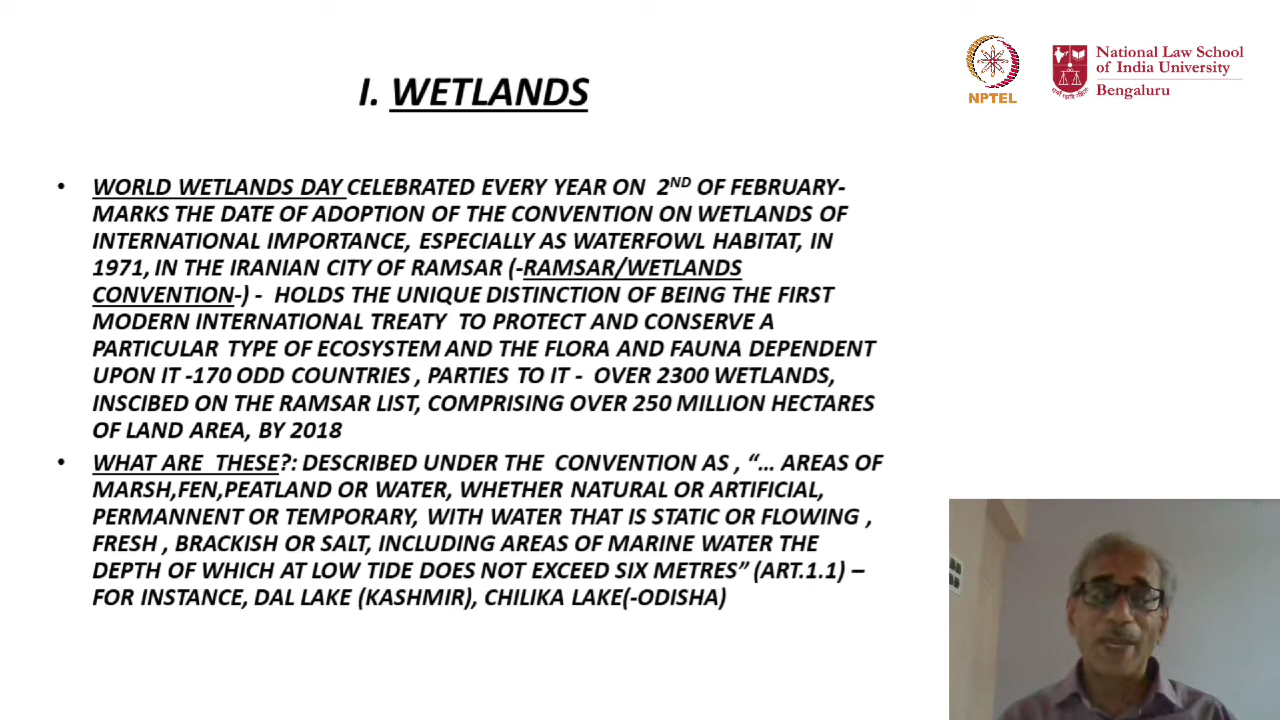 I. WETLANDS
NPTEL
National Law School
of India University
Bengaluru
• WORLD WETLANDS DAY CELEBRATED EVERY YEAR ON 2ND OF FEBRUARY-
MARKS THE DATE OF ADOPTION OF THE CONVENTION ON WETLANDS OF
INTERNATIONAL IMPORTANCE, ESPECIALLY AS WATERFOWL HABITAT, IN
1971, IN THE IRANIAN CITY OF RAMSAR (-RAMSAR/WETLANDS
CONVENTION-) - HOLDS THE UNIQUE DISTINCTION OF BEING THE FIRST
MODERN INTERNATIONAL TREATY TO PROTECT AND CONSERVE A
PARTICULAR TYPE OF ECOSYSTEM AND THE FLORA AND FAUNA DEPENDENT
UPON IT -170 ODD COUNTRIES , PARTIES TO IT - OVER 2300 WETLANDS,
INSCIBED ON THE RAMSAR LIST, COMPRISING OVER 250 MILLION HECTARES
OF LAND AREA, BY 2018
• WHAT ARE THESE?: DESCRIBED UNDER THE CONVENTION AS , “… AREAS OF
MARSH,FEN,PEATLAND OR WATER, WHETHER NATURAL OR ARTIFICIAL,
PERMANNENT OR TEMPORARY, WITH WATER THAT IS STATIC OR FLOWING ,
FRESH , BRACKISH OR SALT, INCLUDING AREAS OF MARINE WATER THE
DEPTH OF WHICH AT LOW TIDE DOES NOT EXCEED SIX METRES” (ART.1.1) –
FOR INSTANCE, DAL LAKE (KASHMIR), CHILIKA LAKE(-ODISHA)